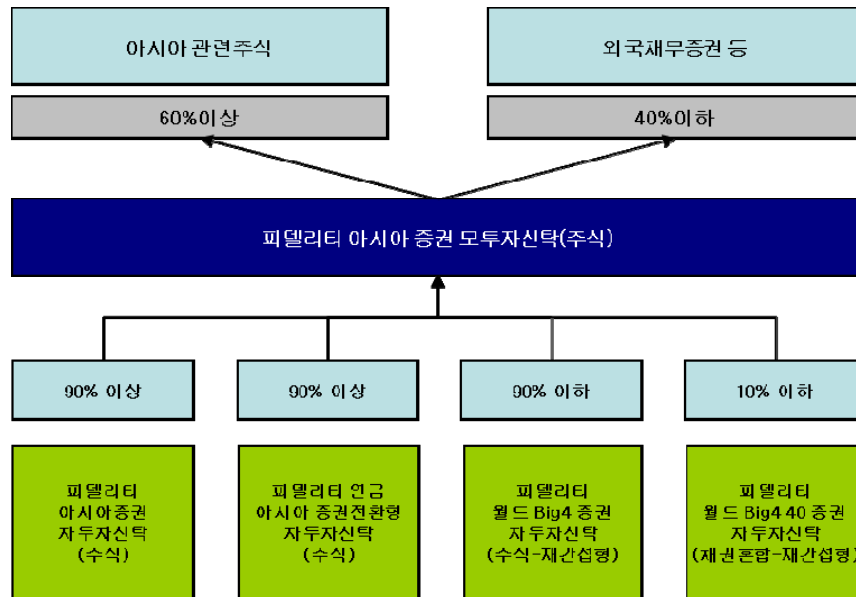 아시아 관련주식
외국채무증권 등
60%이상
40%이하
피델리티 아시아 증권 모투자신탁(주식)
90% 이상
90% 이상
90% 이하
10% 이하
피델리티
아시아증권
자투자신탁
(주식)
피델리티 연금
아시아 증권전환형
자투자신탁
(주식)
피델리티
월드 Big4 증권
자투자신탁
(주식-재간접형)
피델리티
월드 Big4 40 증권
자투자신탁
(채권혼합-재간접형)